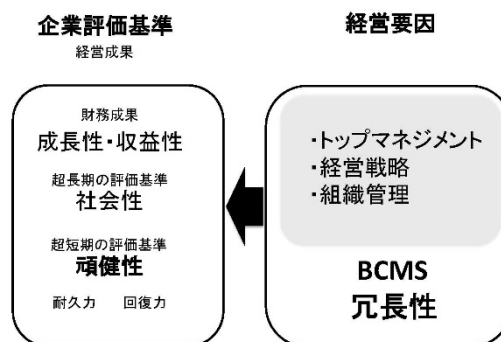 企業評価基準
経営成果
財務成果
成長性・収益性
超長期の評価基準
社会性
超短期の評価基準
頑健性
耐久力 回復力
経営要因
・トップマネジメント
・経営戦略
・組織管理
BCMS
冗長性